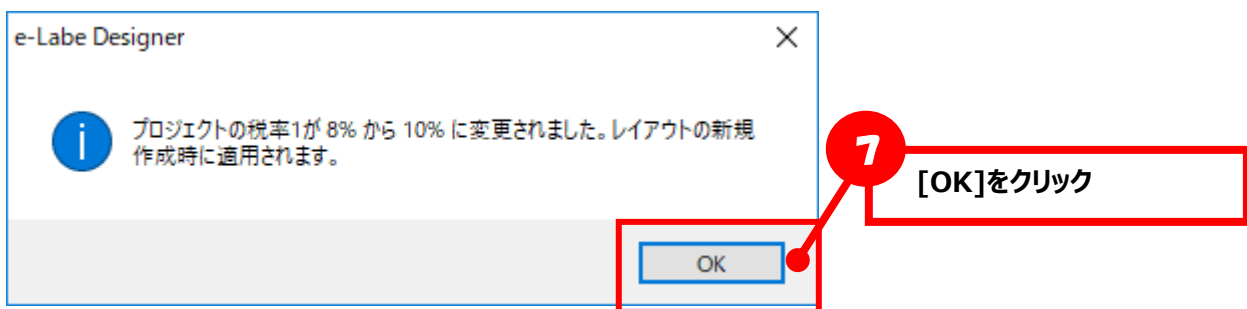 e-Labe Designer
プロジェクトの税率1が 8% から 10% に変更されました。レイアウトの新規
作成時に適用されます。
7
[OK]をクリック
OK